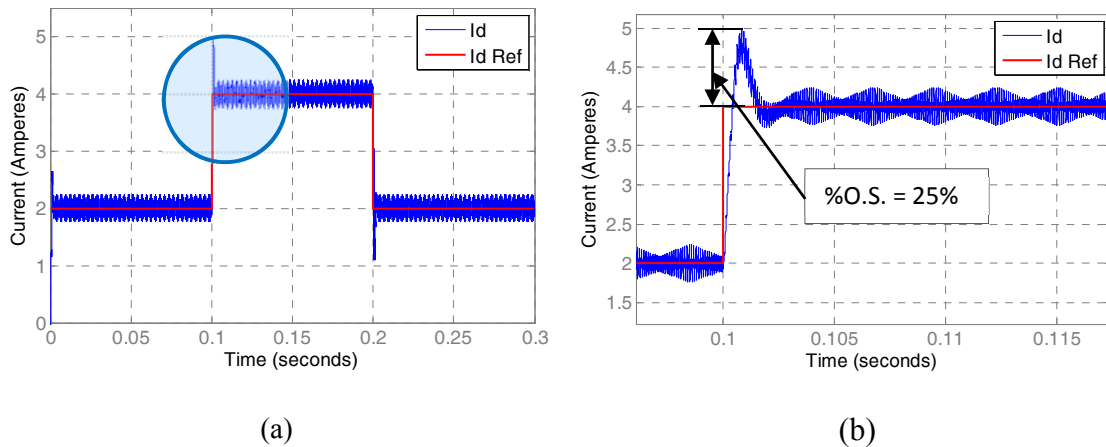 5
4
3
2
1
0
0 0.05 0.1 0.15 0.2 0.25 0.3
Current (Amperes)
Time (seconds)
Id
Id Ref
(a)
5
4.5
4
3.5
3
2.5
2
1.5
0.1 0.105 0.11 0.115
Current (Amperes)
Time (seconds)
Id
Id Ref
%O.S. = 25%
(b)